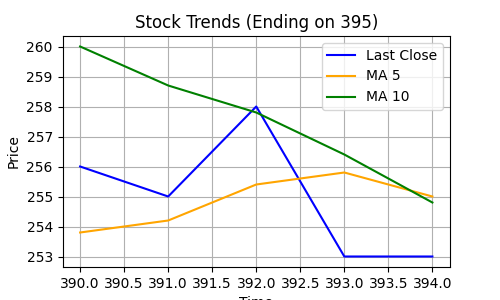 Stock Trends (Ending on 395)
Last Close
MA 5
MA 10
Price
260
259
258
257
256
255
254
253
390.0 390.5 391.0 391.5 392.0 392.5 393.0 393.5 394.0
Time